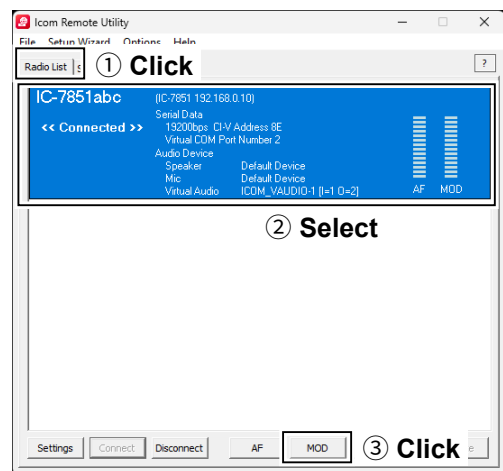 Icom Remote Utility
File Setup Wizard Options Help
Radio List ① Click ?
IC-7851abc (IC-7851 192.168.0.10)
Serial Data
<< Connected >> 19200bps CI-V Address 8E
Virtual COM Port Number 2
Audio Device
Speaker Default Device
Mic Default Device
Virtual Audio ICOM_VAUDIO-1 [I=1 O=2] AF MOD
② Select
Settings Connect Disconnect AF MOD ③ Click